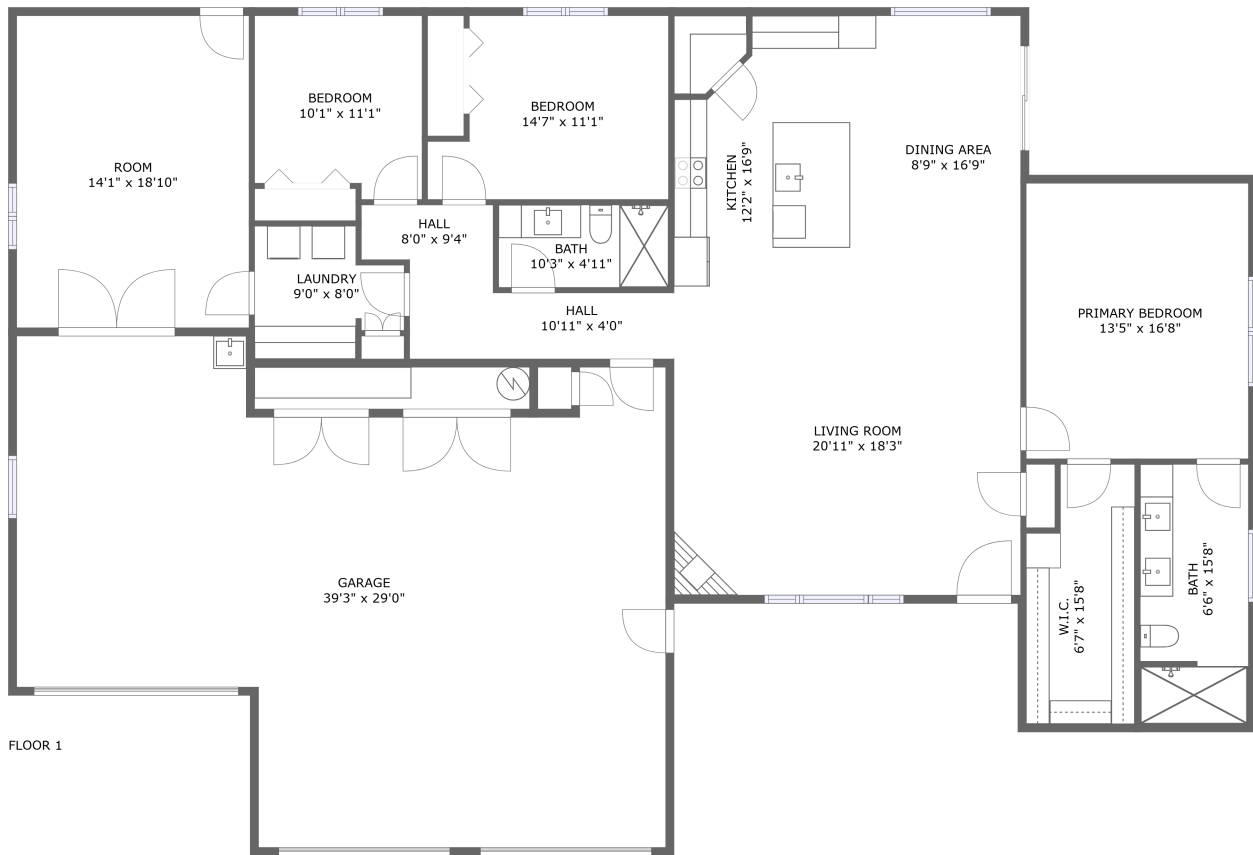 BEDROOM
10'1" x 11'1"
BEDROOM
14'7" x 11'1"
ROOM
14'1" x 18'10"
KITCHEN
12'2" x 16'9"
DINING AREA
8'9" x 16'9"
HALL
8'0" x 9'4"
BATH
10'3" x 4'11"
LAUNDRY
9'0" x 8'0"
HALL
10'11" x 4'0"
PRIMARY BEDROOM
13'5" x 16'8"
LIVING ROOM
20'11" x 18'3"
GARAGE
39'3" x 29'0"
W.I.C.
6'7" x 15'8"
BATH
6'6" x 15'8"
FLOOR 1